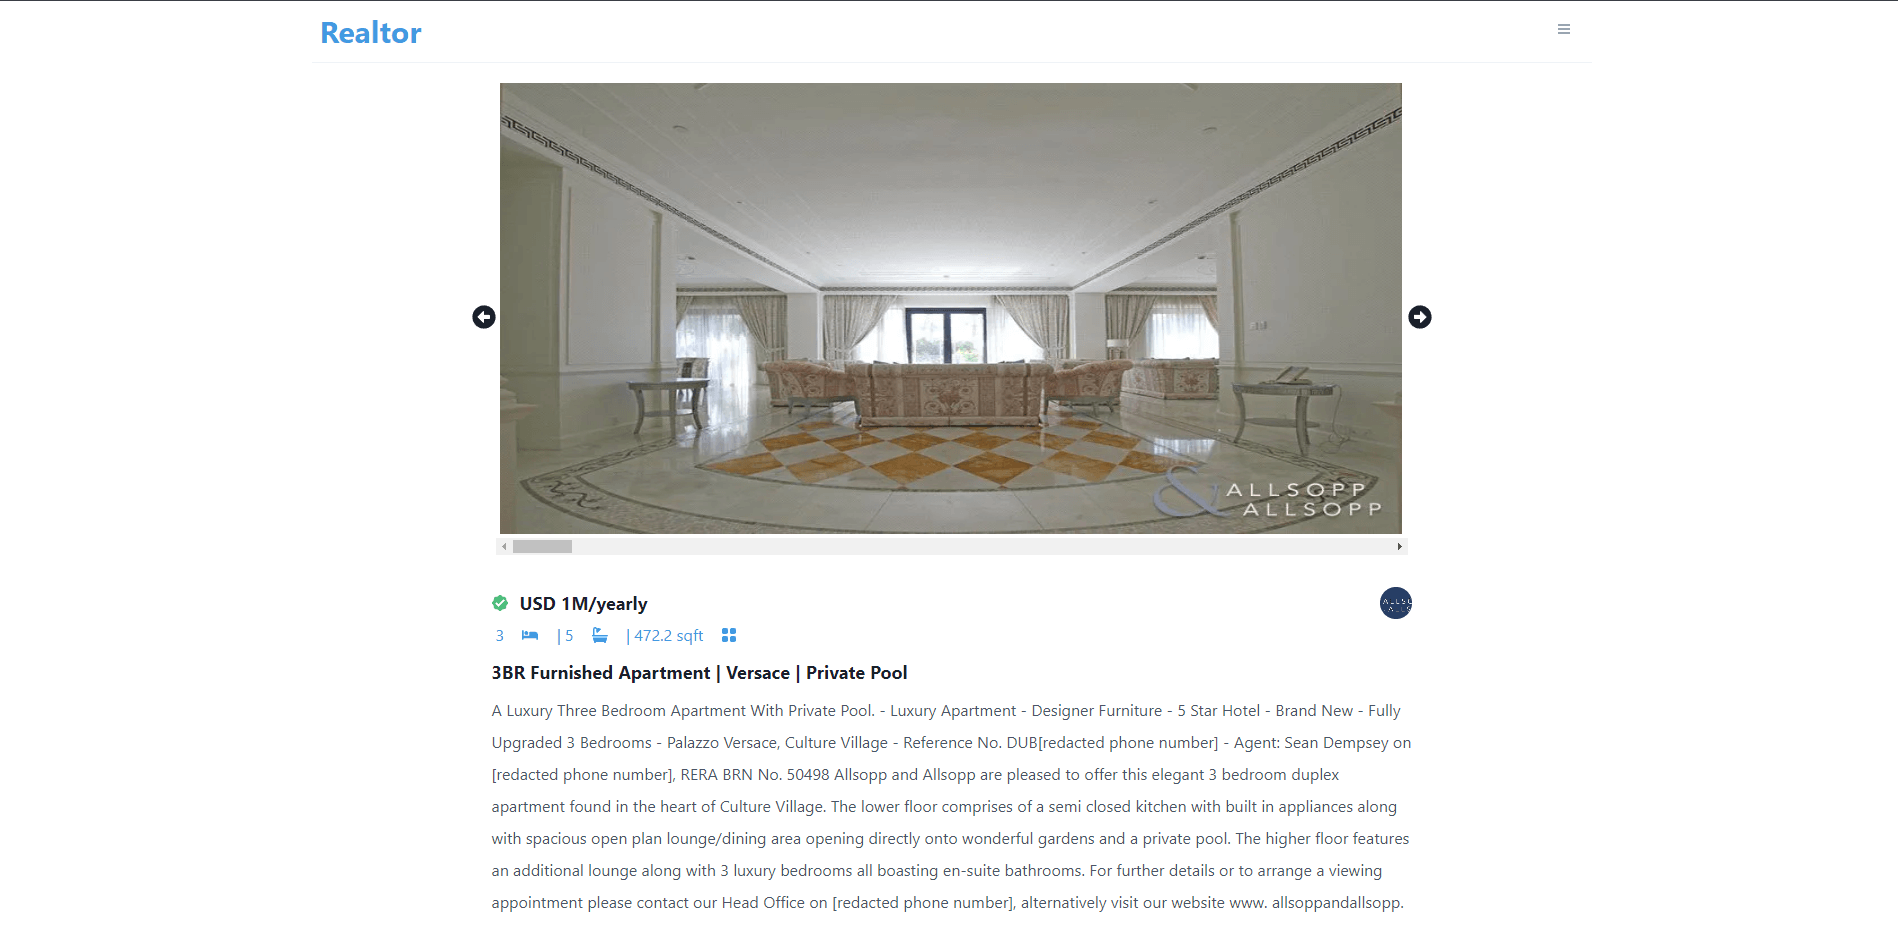 Realtor
ALLSOPP
ALLSOPP
USD 1M/yearly
3 | 5 | 472.2 sqft
3BR Furnished Apartment | Versace | Private Pool
A Luxury Three Bedroom Apartment With Private Pool. - Luxury Apartment - Designer Furniture - 5 Star Hotel - Brand New - Fully
Upgraded 3 Bedrooms - Palazzo Versace, Culture Village - Reference No. DUB[redacted phone number] - Agent: Sean Dempsey on
[redacted phone number], RERA BRN No. 50498 Allsopp and Allsopp are pleased to offer this elegant 3 bedroom duplex
apartment found in the heart of Culture Village. The lower floor comprises of a semi closed kitchen with built in appliances along
with spacious open plan lounge/dining area opening directly onto wonderful gardens and a private pool. The higher floor features
an additional lounge along with 3 luxury bedrooms all boasting en-suite bathrooms. For further details or to arrange a viewing
appointment please contact our Head Office on [redacted phone number], alternatively visit our website www. allsoppandallsopp.